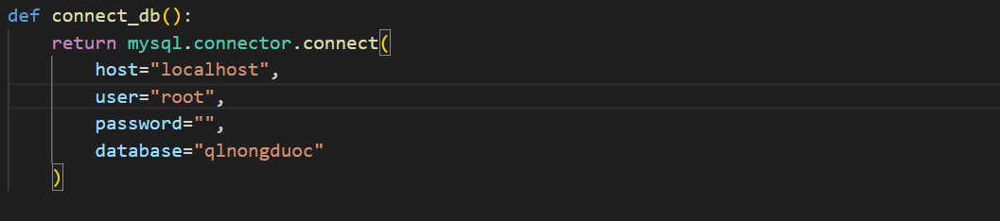 def connect_db():
    return mysql.connector.connect(
        host="localhost",
        user="root",
        password="",
        database="qlnongduoc"
    )